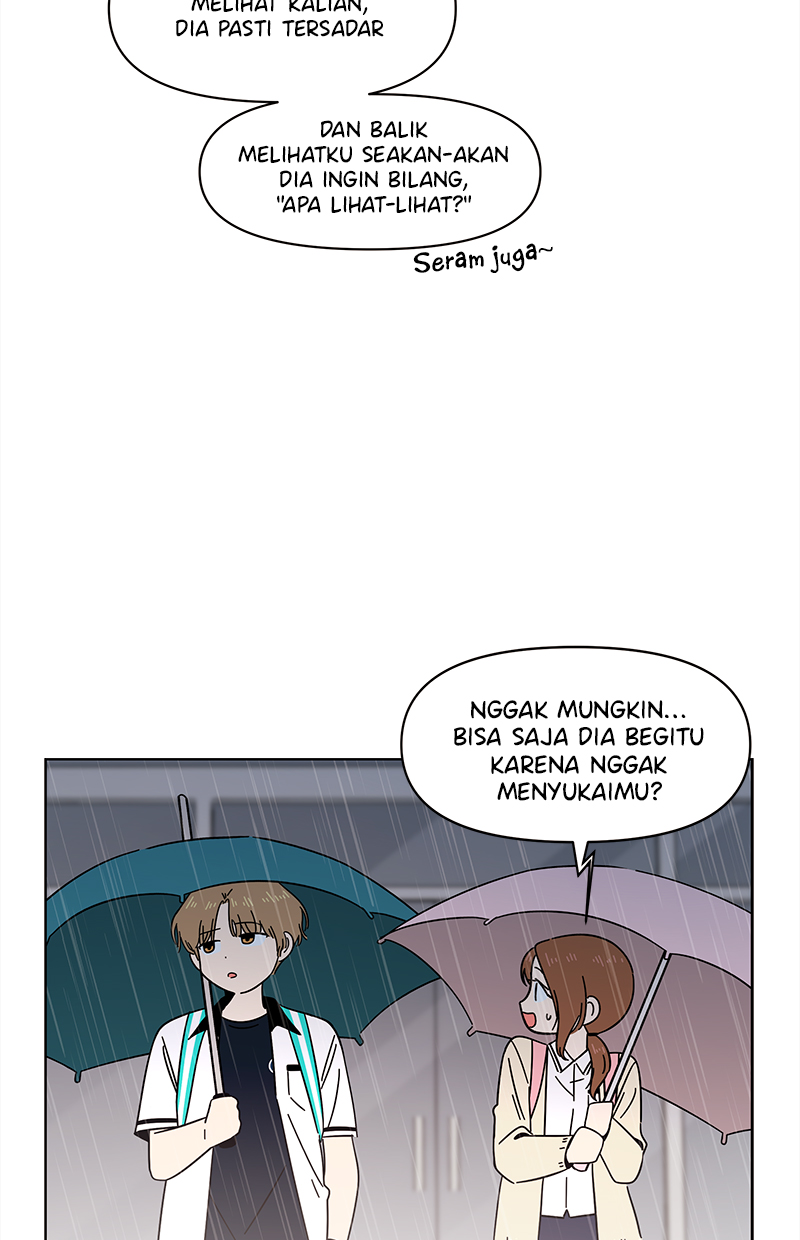 MELIHAT KALIAN,
DIA PASTI TERSADAR
DAN BALIK
MELIHATKU SEAKAN-AKAN
DIA INGIN BILANG,
"APA LIHAT-LIHAT?"
Seram juga~
NGGAK MUNGKIN...
BISA SAJA DIA BEGITU
KARENA NGGAK
MENYUKAIMU?